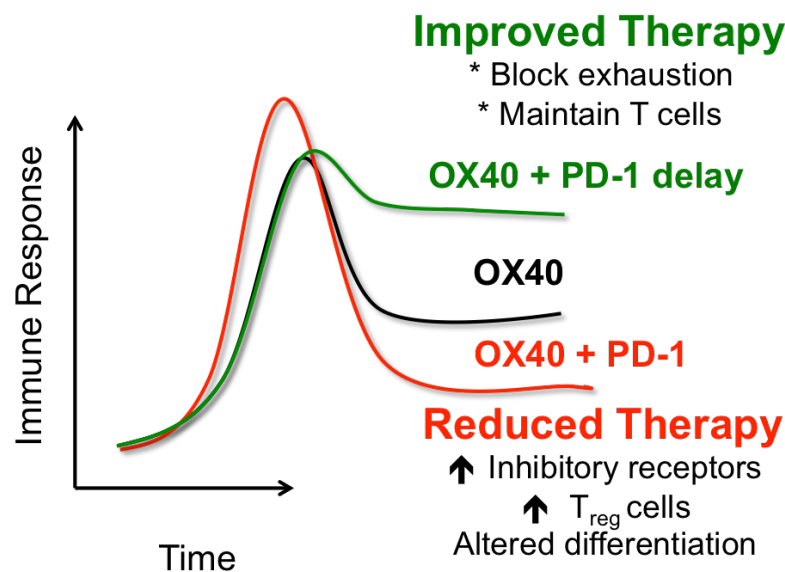 Improved Therapy
* Block exhaustion
* Maintain T cells
OX40 + PD-1 delay
OX40
OX40 + PD-1
Reduced Therapy
↑ Inhibitory receptors
↑ Treg cells
Altered differentiation
Immune Response
Time